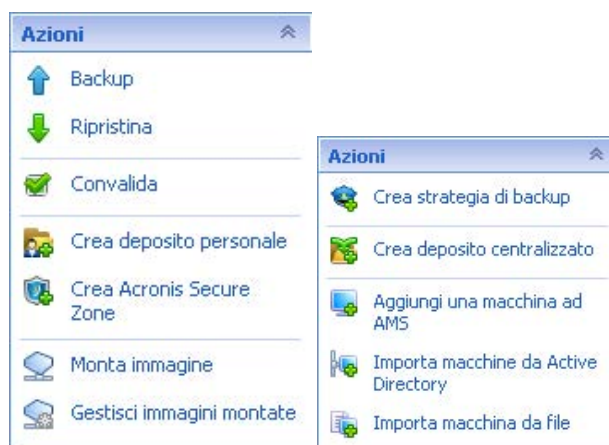 Azioni
Backup
Ripristina
Convalida
Crea deposito personale
Crea Acronis Secure
Zone
Monta immagine
Gestisci immagini montate
Azioni
Crea strategia di backup
Crea deposito centralizzato
Aggiungi una macchina ad
AMS
Importa macchine da Active
Directory
Importa macchina da file